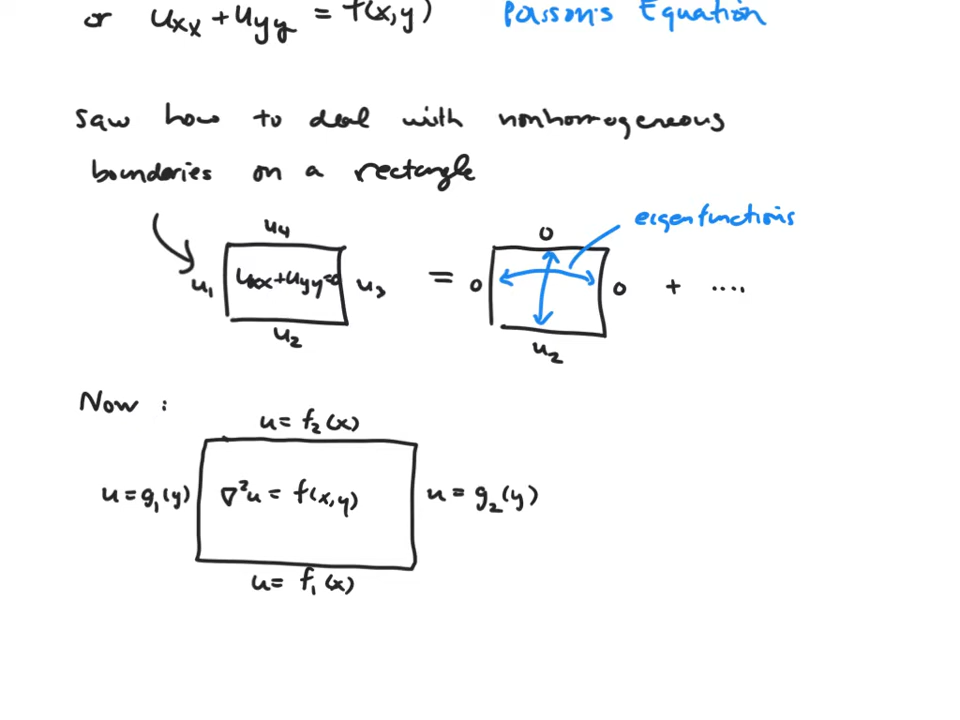 or uxx + uyy = f(x,y) Poisson's Equation
saw how to deal with nonhomogeneous
boundaries on a rectangle
eigenfunctions
u4 0
u1 uxx+uyy=0 u3 = 0 0 + ....
u2 u2
Now :
u = f2(x)
u = g1(y) ∇²u = f(x,y) u = g2(y)
u = f1(x)